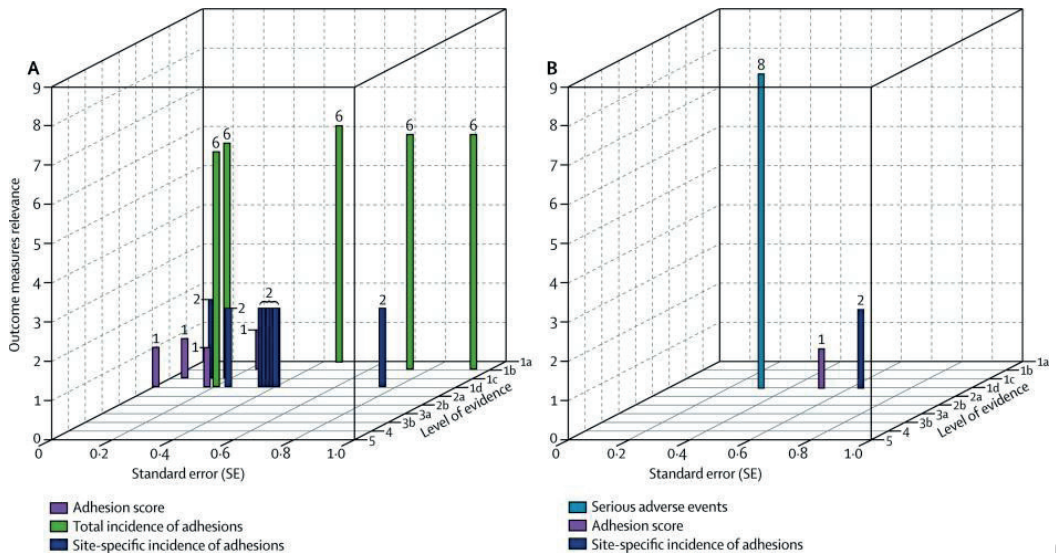 A
B
Outcome measures relevance
9
8
7
6
5
4
3
2
1
0
6
6
6
6
6
2
2
2
2
1
1
1
1
0
0·2
0·4
0·6
0·8
1·0
Standard error (SE)
5
4
3b
3a
2b
2a
1d
1c
1b
1a
Level of evidence
Adhesion score
Total incidence of adhesions
Site-specific incidence of adhesions
9
8
7
6
5
4
3
2
1
0
8
1
2
0
0·2
0·4
0·6
0·8
1·0
Standard error (SE)
5
4
3b
3a
2b
2a
1d
1c
1b
1a
Level of evidence
Serious adverse events
Adhesion score
Site-specific incidence of adhesions